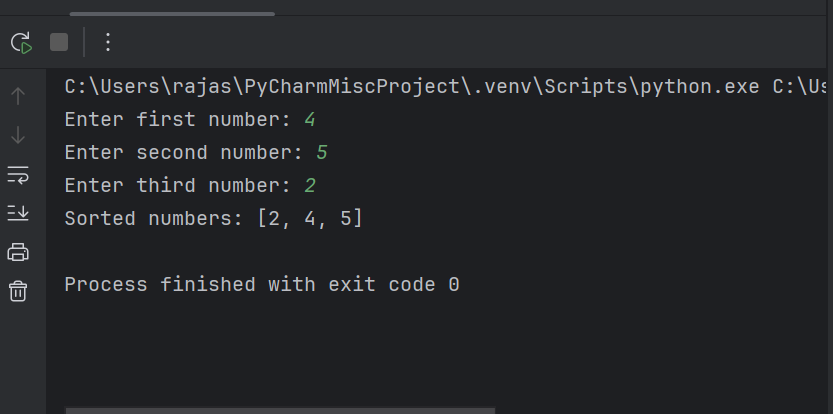 C:\Users\rajas\PyCharmMiscProject\.venv\Scripts\python.exe C:\Us
Enter first number: 4
Enter second number: 5
Enter third number: 2
Sorted numbers: [2, 4, 5]
Process finished with exit code 0